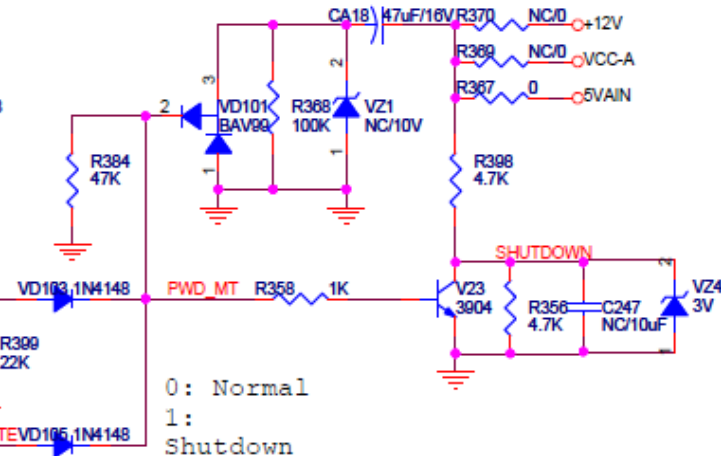 CA18 47uF/16V R370 NC/0 +12V
R369 NC/0 VCC-A
R367 0 5VAIN
3
2
2
VD101
BAV99
R368
100K
VZ1
NC/10V
1
1
R384
47K
R398
4.7K
SHUTDOWN
2
VD103 1N4148
PWD_MT
R358 1K
V23
3904
R356
4.7K
C247
NC/10uF
VZ4
3V
1
R399
22K
0: Normal
1:
Shutdown
TE VD105 1N4148